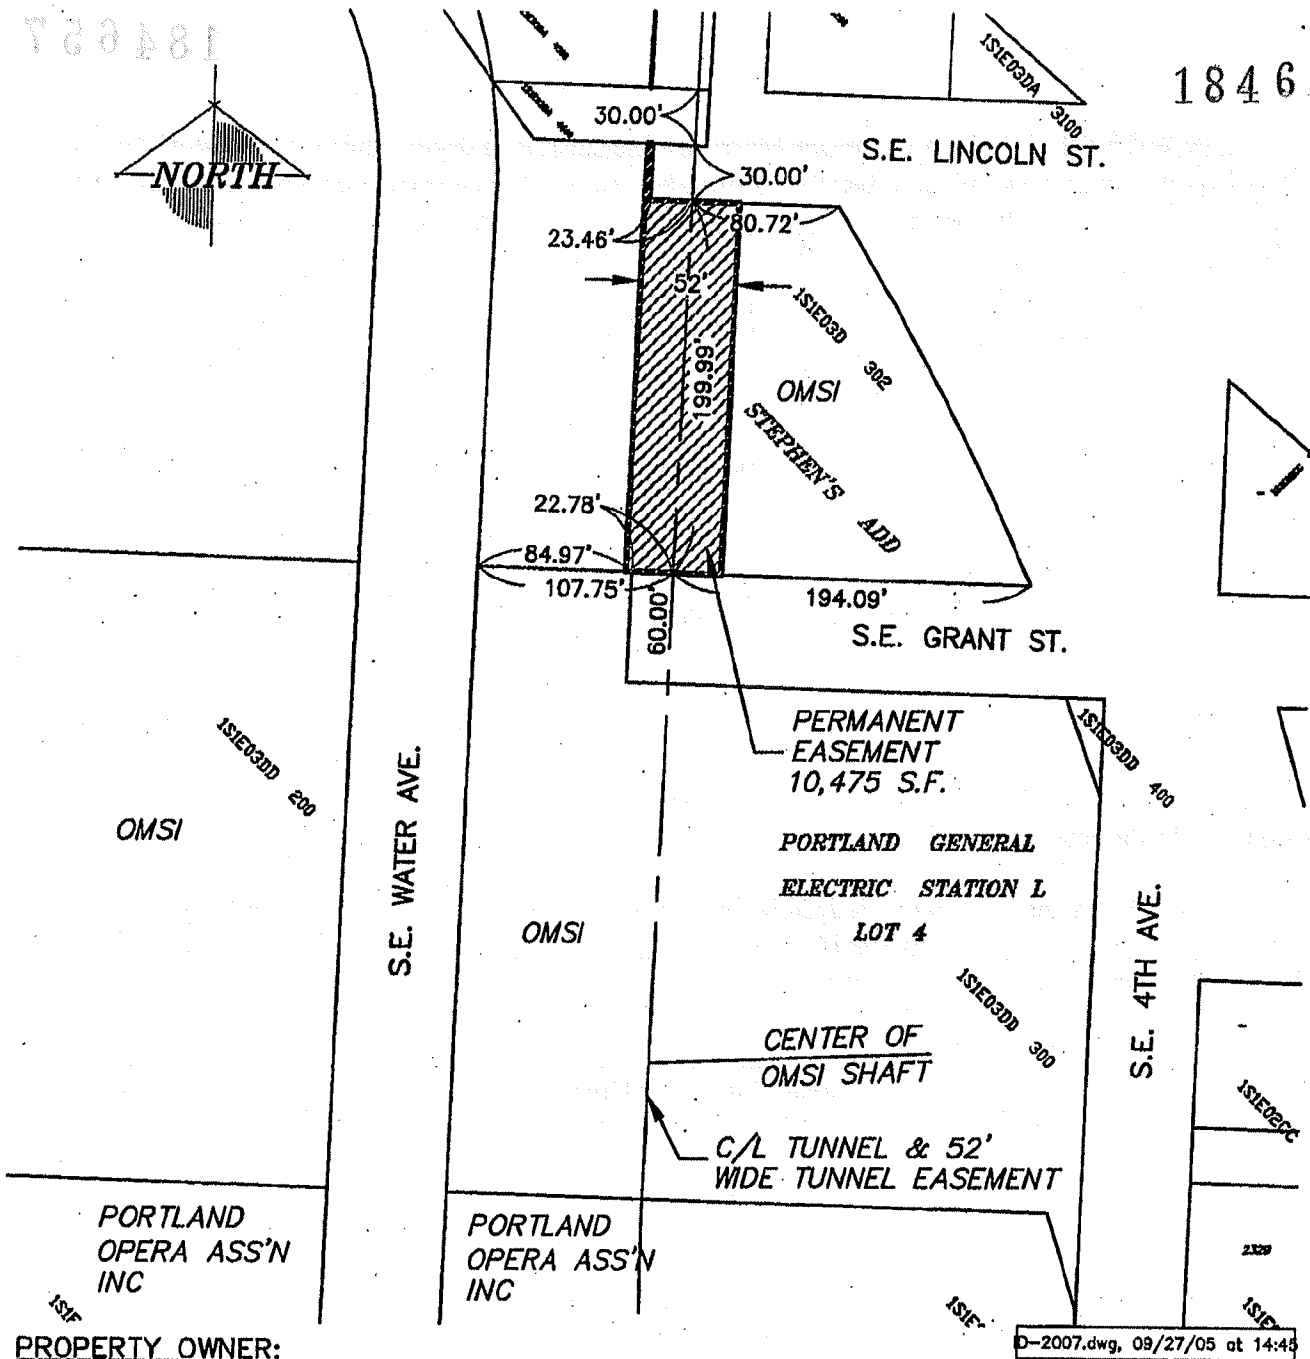 184657
1846
NORTH
30.00'
1S1E03DA 3100
S.E. LINCOLN ST.
30.00'
80.72'
23.46'
52'
1S1E03D 302
199.99'
OMSI
STEPHEN'S ADD
22.78'
84.97'
107.75'
60.00'
194.09'
S.E. GRANT ST.
PERMANENT
EASEMENT
10,475 S.F.
1S1E03DD 200
1S1E03DD 400
OMSI
S.E. WATER AVE.
PORTLAND GENERAL
ELECTRIC STATION L
LOT 4
OMSI
S.E. 4TH AVE.
1S1E03DD 300
CENTER OF
OMSI SHAFT
1S1E02CC
C/L TUNNEL & 52'
WIDE TUNNEL EASEMENT
PORTLAND
OPERA ASS'N
INC
PORTLAND
OPERA ASS'N
INC
PROPERTY OWNER:
D-2007.dwg, 09/27/05 at 14:45